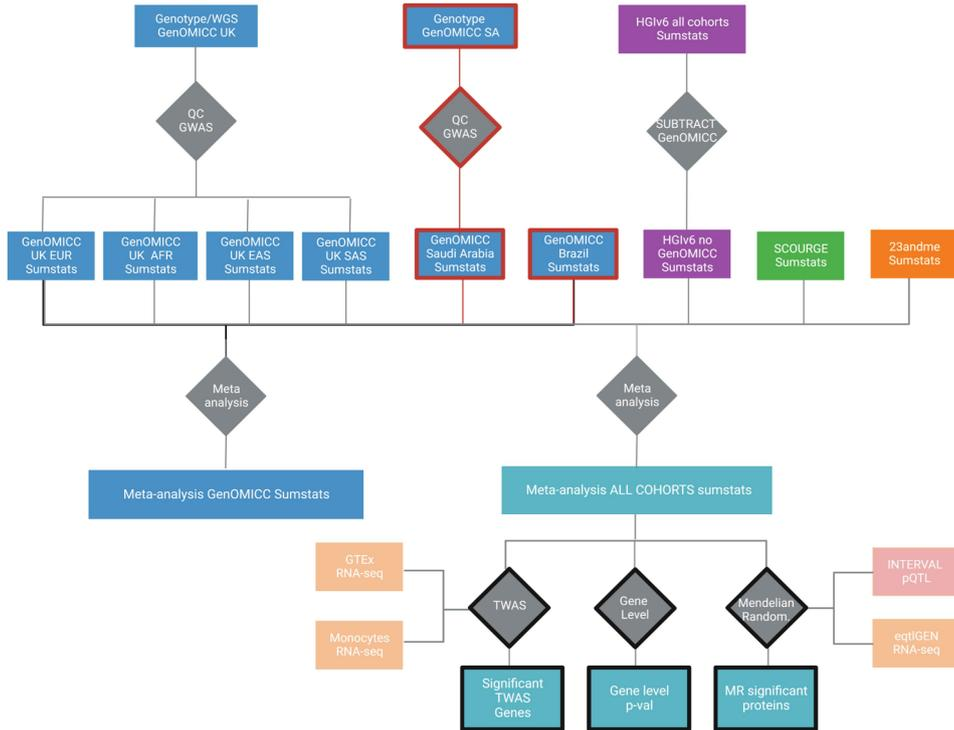 Genotype/WGS
GenOMICC UK
Genotype
GenOMICC SA
HGIv6 all cohorts
Sumstats
QC
GWAS
QC
GWAS
SUBTRACT
GenOMICC
GenOMICC
UK EUR
Sumstats
GenOMICC
UK AFR
Sumstats
GenOMICC
UK EAS
Sumstats
GenOMICC
UK SAS
Sumstats
GenOMICC
Saudi Arabia
Sumstats
GenOMICC
Brazil
Sumstats
HGIv6 no
GenOMICC
Sumstats
SCOURGE
Sumstats
23andme
Sumstats
Meta
analysis
Meta
analysis
Meta-analysis GenOMICC Sumstats
Meta-analysis ALL COHORTS sumstats
GTEx
RNA-seq
Monocytes
RNA-seq
TWAS
Gene
Level
Mendelian
Random.
INTERVAL
pQTL
eqtlGEN
RNA-seq
Significant
TWAS
Genes
Gene level
p-val
MR significant
proteins